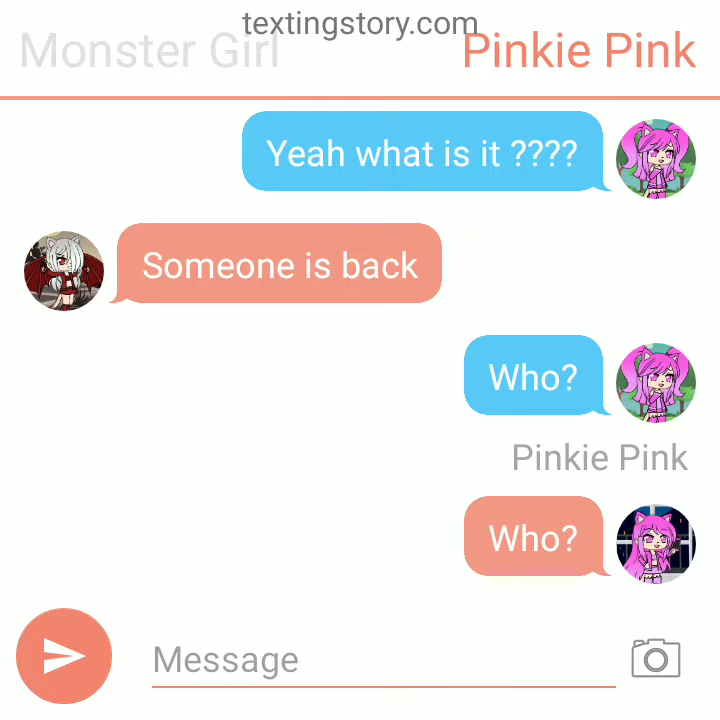 textingstory.com
Monster Girl
Pinkie Pink
Yeah what is it ????
Someone is back
Who?
Pinkie Pink
Who?
Message